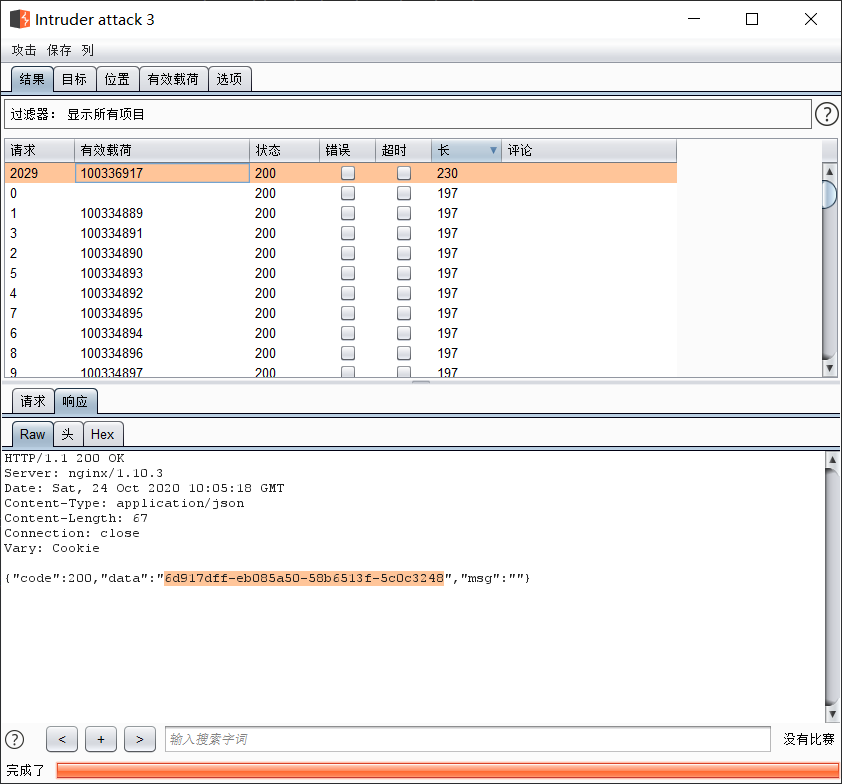 Intruder attack 3
攻击 保存 列
结果 目标 位置 有效载荷 选项
过滤器: 显示所有项目 ?
请求 有效载荷 状态 错误 超时 长 评论
2029 100336917 200 230
0 200 197
1 100334889 200 197
3 100334891 200 197
2 100334890 200 197
5 100334893 200 197
4 100334892 200 197
7 100334895 200 197
6 100334894 200 197
8 100334896 200 197
9 100334897 200 197
请求 响应
Raw 头 Hex
HTTP/1.1 200 OK
Server: nginx/1.10.3
Date: Sat, 24 Oct 2020 10:05:18 GMT
Content-Type: application/json
Content-Length: 67
Connection: close
Vary: Cookie
{"code":200,"data":"6d917dff-eb085a50-58b6513f-5c0c3248","msg":""}
? < + > 输入搜索字词 没有比赛
完成了